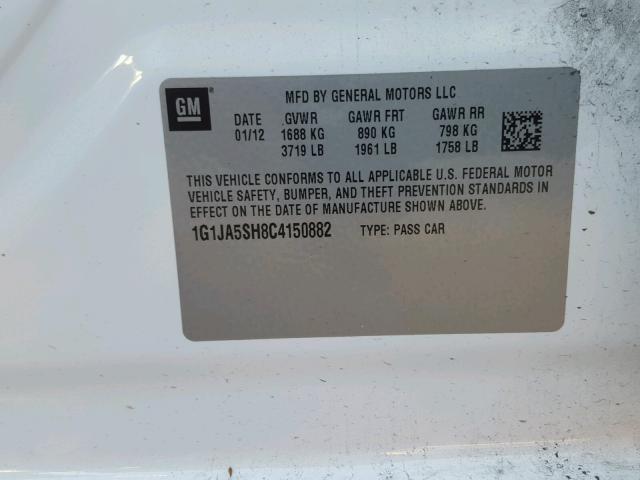 GM
MFD BY GENERAL MOTORS LLC
DATE GVWR GAWR FRT GAWR RR
01/12 1688 KG 890 KG 798 KG
3719 LB 1961 LB 1758 LB
THIS VEHICLE CONFORMS TO ALL APPLICABLE U.S. FEDERAL MOTOR
VEHICLE SAFETY, BUMPER, AND THEFT PREVENTION STANDARDS IN
EFFECT ON THE DATE OF MANUFACTURE SHOWN ABOVE.
1G1JA5SH8C4150882 TYPE: PASS CAR